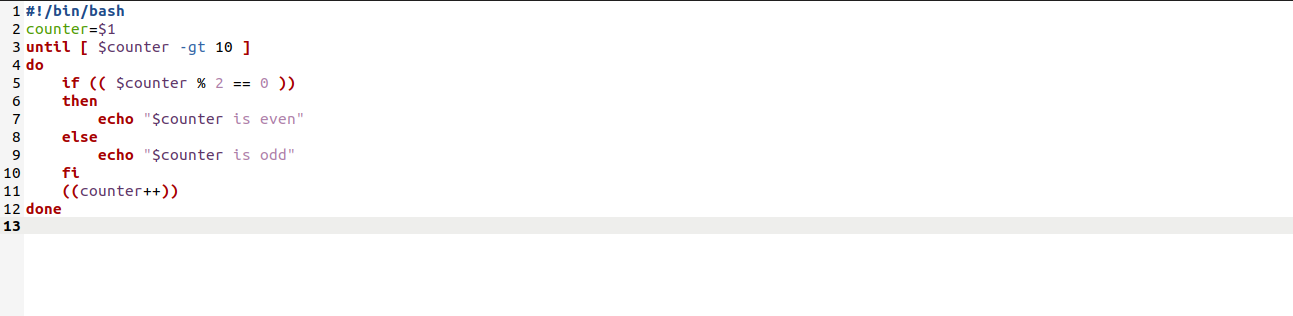 1 #!/bin/bash
2 counter=$1
3 until [ $counter -gt 10 ]
4 do
5     if (( $counter % 2 == 0 ))
6     then
7         echo "$counter is even"
8     else
9         echo "$counter is odd"
10     fi
11     ((counter++))
12 done
13